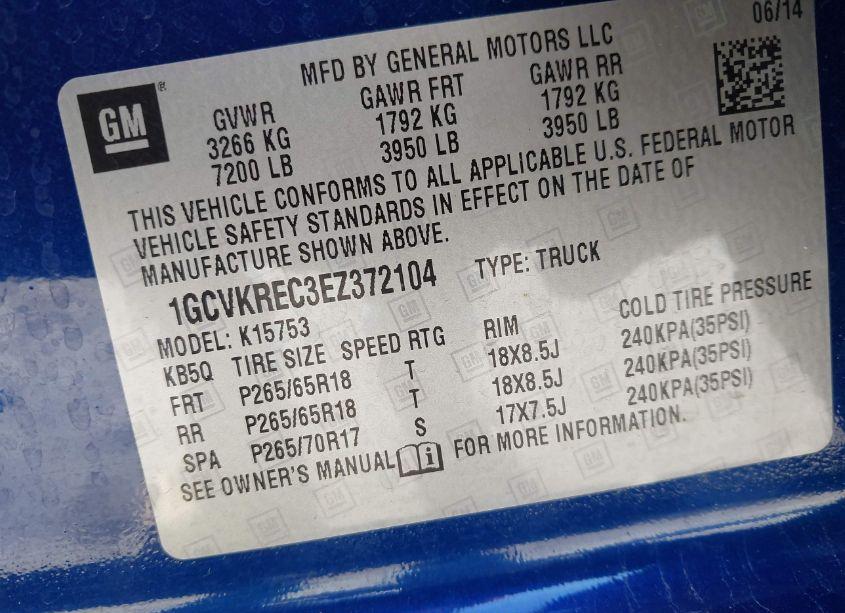 06/14
MFD BY GENERAL MOTORS LLC
GM®
GVWR GAWR FRT GAWR RR
3266 KG 1792 KG 1792 KG
7200 LB 3950 LB 3950 LB
THIS VEHICLE CONFORMS TO ALL APPLICABLE U.S. FEDERAL MOTOR
VEHICLE SAFETY STANDARDS IN EFFECT ON THE DATE OF
MANUFACTURE SHOWN ABOVE.
1GCVKREC3EZ372104 TYPE: TRUCK
MODEL: K15753
KB5Q TIRE SIZE SPEED RTG RIM COLD TIRE PRESSURE
FRT P265/65R18 T 18X8.5J 240KPA(35PSI)
RR P265/65R18 T 18X8.5J 240KPA(35PSI)
SPA P265/70R17 S 17X7.5J 240KPA(35PSI)
SEE OWNER'S MANUAL i FOR MORE INFORMATION.